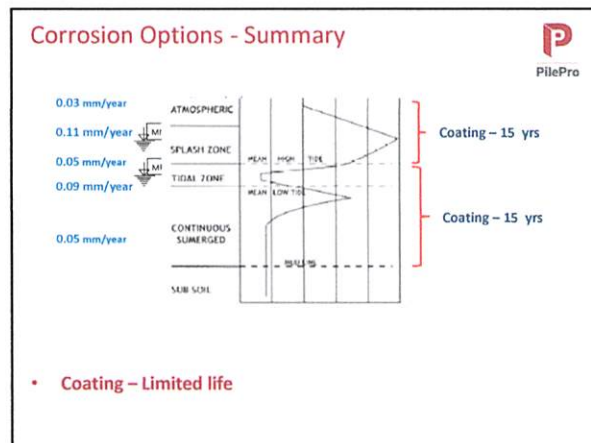 Corrosion Options - Summary
PilePro
0.03 mm/year
ATMOSPHERIC
0.11 mm/year
SPLASH ZONE
Coating – 15 yrs
0.05 mm/year
MEAN HIGH TIDE
TIDAL ZONE
0.09 mm/year
MEAN LOW TIDE
Coating – 15 yrs
CONTINUOUS
SUMERGED
0.05 mm/year
SUB SOIL
• Coating – Limited life